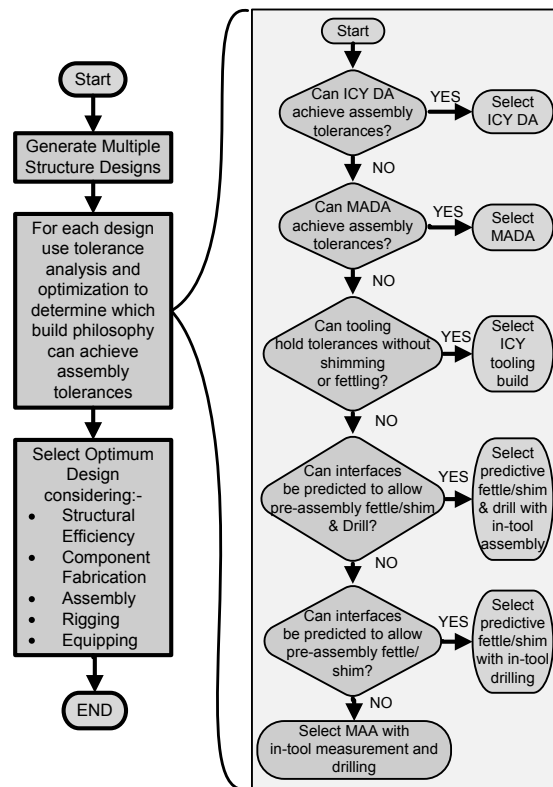 Start
Generate Multiple
Structure Designs
For each design
use tolerance
analysis and
optimization to
determine which
build philosophy
can achieve
assembly
tolerances
Select Optimum
Design
considering:-
• Structural
Efficiency
• Component
Fabrication
• Assembly
• Rigging
• Equipping
END
Start
Can ICY DA
achieve assembly
tolerances?
YES
Select
ICY DA
NO
Can MADA
achieve assembly
tolerances?
YES
Select
MADA
NO
Can tooling
hold tolerances without
shimming
or fettling?
YES
Select
ICY
tooling
build
NO
Can interfaces
be predicted to allow
pre-assembly fettle/shim
& Drill?
YES
Select
predictive
fettle/shim
& drill with
in-tool
assembly
NO
Can interfaces
be predicted to allow
pre-assembly fettle/
shim?
YES
Select
predictive
fettle/shim
with in-tool
drilling
NO
Select MAA with
in-tool measurement and
drilling